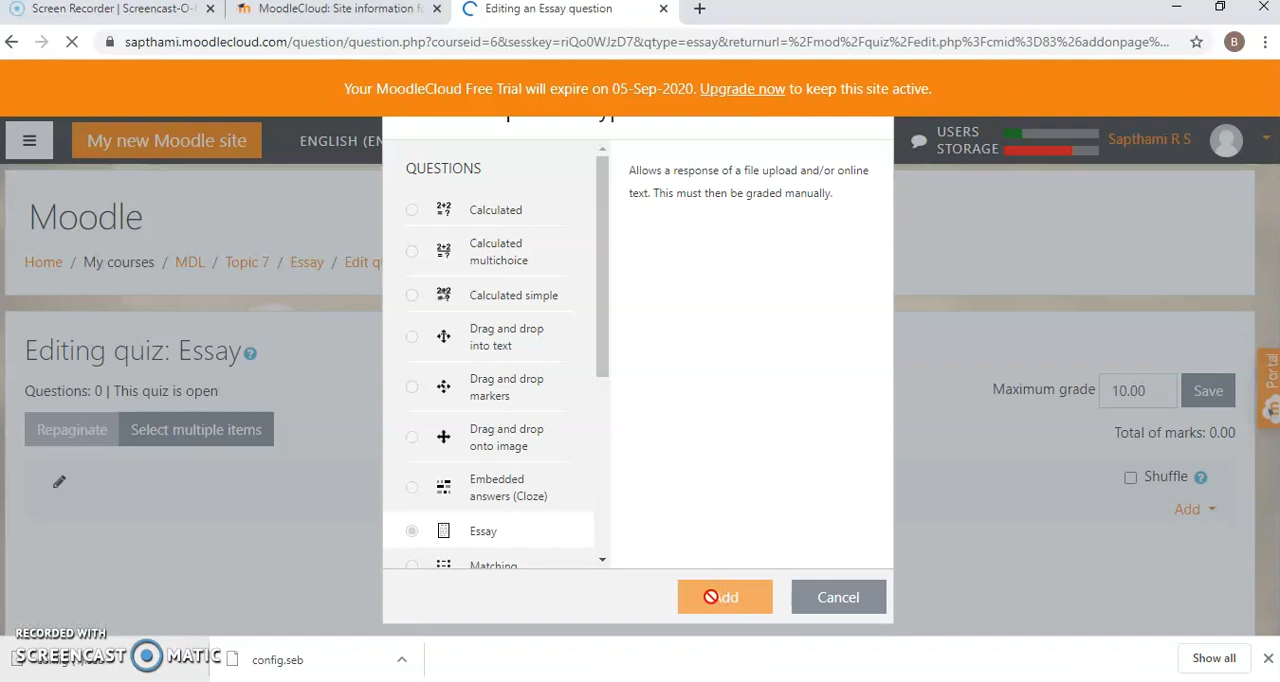 Screen Recorder | Screencast-O-
MoodleCloud: Site information f
Editing an Essay question
sapthami.moodlecloud.com/question/question.php?courseid=6&sesskey=riQo0WJzD7&qtype=essay&returnurl=%2Fmod%2Fquiz%2Fedit.php%3Fcmid%3D83%26addonpage%...
B
Your MoodleCloud Free Trial will expire on 05-Sep-2020. Upgrade now to keep this site active.
My new Moodle site
ENGLISH (EN
USERS
STORAGE
Sapthami R S
Moodle
Home / My courses / MDL / Topic 7 / Essay / Edit q
QUESTIONS
Calculated
Calculated
multichoice
Calculated simple
Drag and drop
into text
Drag and drop
markers
Drag and drop
onto image
Embedded
answers (Cloze)
Essay
Matching
Allows a response of a file upload and/or online
text. This must then be graded manually.
Editing quiz: Essay
Questions: 0 | This quiz is open
Repaginate
Select multiple items
Maximum grade
10.00
Save
Total of marks: 0.00
Shuffle
Add
Portal
Cancel
RECORDED WITH
SCREENCAST MATIC
config.seb
Show all